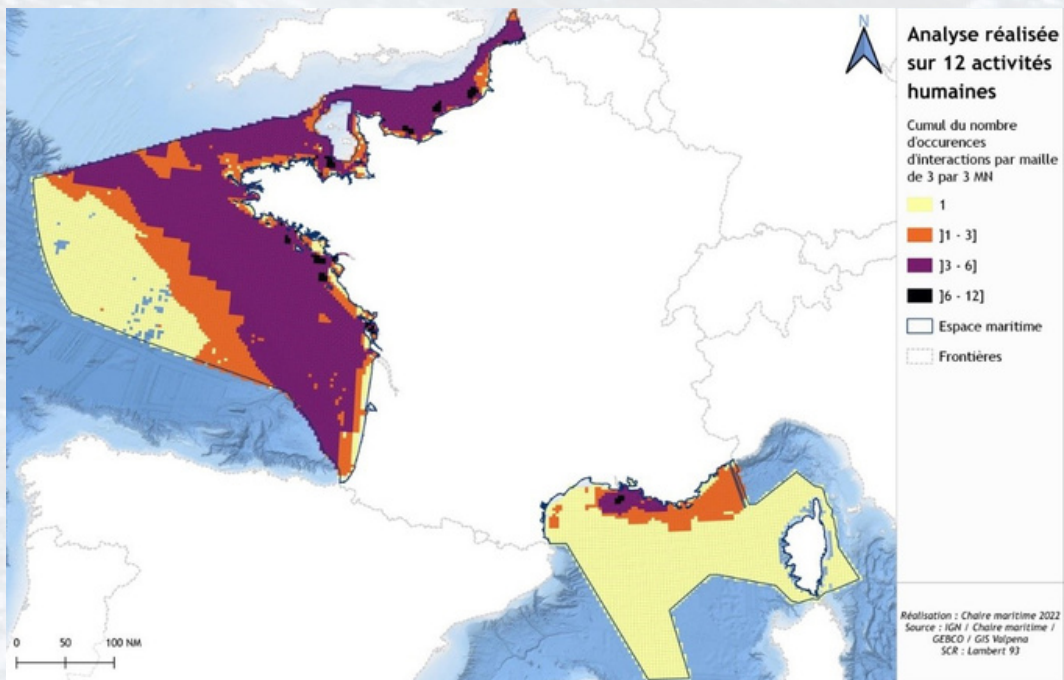 N
Analyse réalisée
sur 12 activités
humaines
Cumul du nombre
d'occurences
d'interactions par maille
de 3 par 3 MN
1
]1 - 3]
]3 - 6]
]6 - 12]
Espace maritime
Frontières
0 50 100 NM
Réalisation : Chaire maritime 2022
Source : IGN / Chaire maritime /
GEBCO / GIS Valpena
SCR : Lambert 93